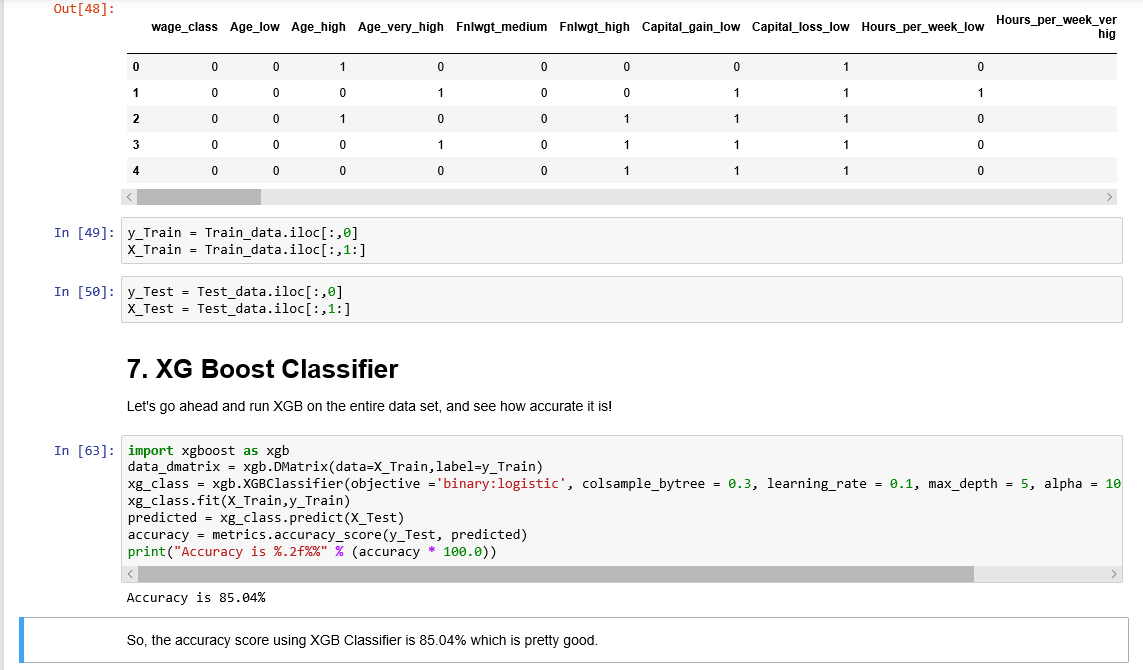 Out[48]:
wage_class Age_low Age_high Age_very_high Fnlwgt_medium Fnlwgt_high Capital_gain_low Capital_loss_low Hours_per_week_low Hours_per_week_ver
hig
0 0 0 1 0 0 0 0 1 0
1 0 0 0 1 0 0 1 1 1
2 0 0 1 0 0 1 1 1 0
3 0 0 0 1 0 1 1 1 0
4 0 0 0 0 0 1 1 1 0
In [49]: y_Train = Train_data.iloc[:,0]
X_Train = Train_data.iloc[:,1:]
In [50]: y_Test = Test_data.iloc[:,0]
X_Test = Test_data.iloc[:,1:]
7. XG Boost Classifier
Let's go ahead and run XGB on the entire data set, and see how accurate it is!
In [63]: import xgboost as xgb
data_dmatrix = xgb.DMatrix(data=X_Train,label=y_Train)
xg_class = xgb.XGBClassifier(objective ='binary:logistic', colsample_bytree = 0.3, learning_rate = 0.1, max_depth = 5, alpha = 10
xg_class.fit(X_Train,y_Train)
predicted = xg_class.predict(X_Test)
accuracy = metrics.accuracy_score(y_Test, predicted)
print("Accuracy is %.2f%%" % (accuracy * 100.0))
Accuracy is 85.04%
So, the accuracy score using XGB Classifier is 85.04% which is pretty good.